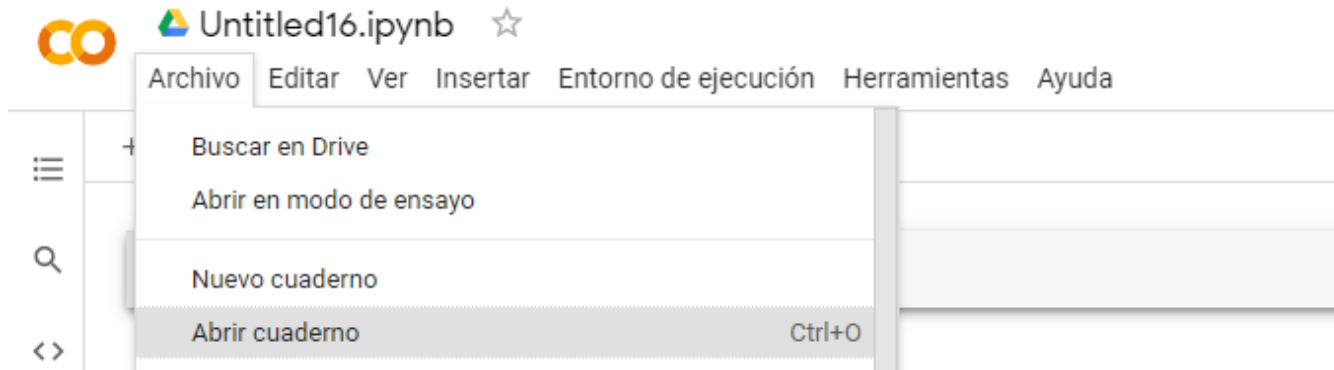 CO Untitled16.ipynb
Archivo Editar Ver Insertar Entorno de ejecución Herramientas Ayuda
+
Buscar en Drive
Abrir en modo de ensayo
Nuevo cuaderno
Abrir cuaderno Ctrl+O